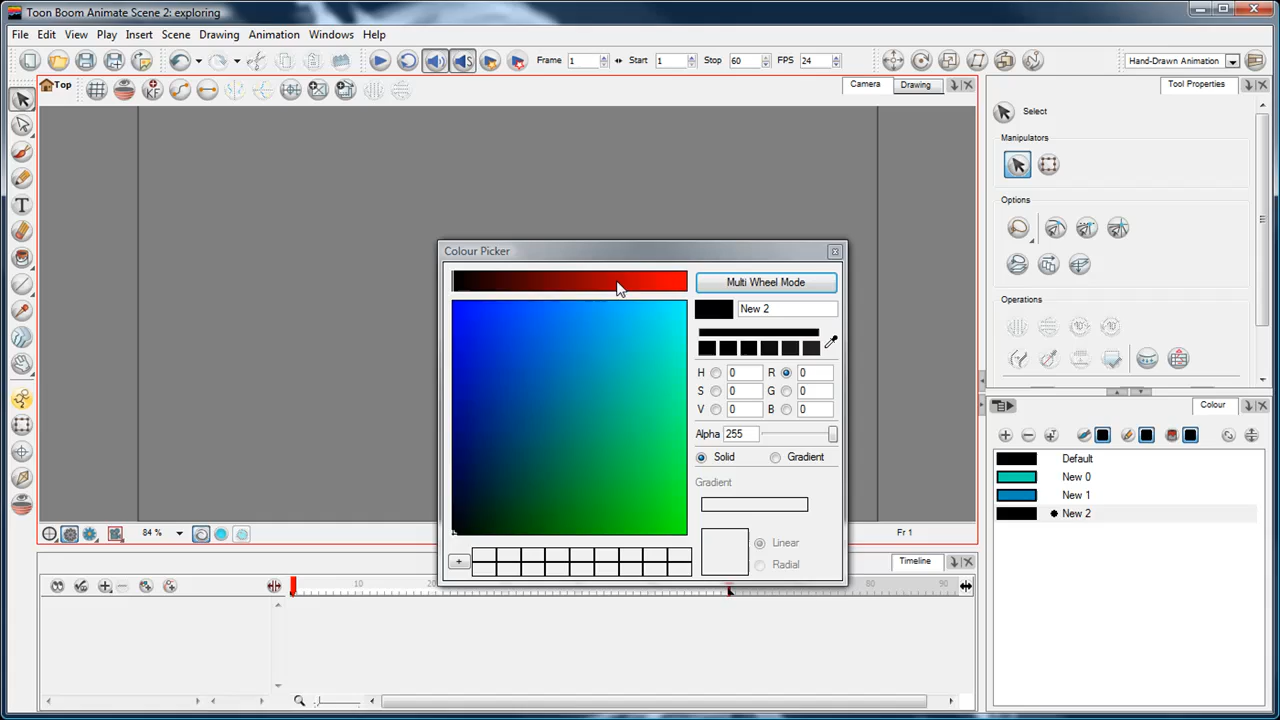 Toon Boom Animate Scene 2: exploring
File Edit View Play Insert Scene Drawing Animation Windows Help
Frame 1 Start 1 Stop 60 FPS 24 Hand-Drawn Animation
Top Camera Drawing Tool Properties
Select
Manipulators
Options
Operations
Colour Picker
Multi Wheel Mode
New 2
H 0 R 0
S 0 G 0
V 0 B 0
Alpha 255
Solid Gradient
Gradient
Linear
Radial
+
Colour
Default
New 0
New 1
New 2
84 % Fr 1
Timeline
10 80 90